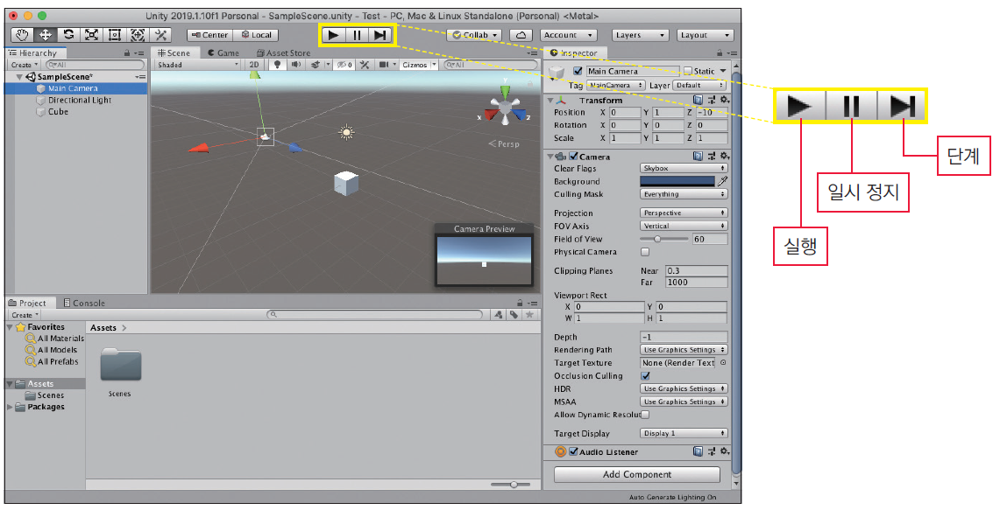 Unity 2019.1.10f1 Personal - SampleScene.unity - Test - PC, Mac & Linux Standalone (Personal) <Metal>
Center Local Collab Account Layers Layout
Hierarchy
Create All
SampleScene*
Main Camera
Directional Light
Cube
Scene Game Asset Store
Shaded 2D 0 Gizmos All
y
x z
Persp
Camera Preview
Inspector
Main Camera Static
Tag MainCamera Layer Default
Transform
Position X 0 Y 1 Z -10
Rotation X 0 Y 0 Z 0
Scale X 1 Y 1 Z 1
Camera
Clear Flags Skybox
Background
Culling Mask Everything
Projection Perspective
FOV Axis Vertical
Field of View 60
Physical Camera
Clipping Planes Near 0.3
Far 1000
Viewport Rect
X 0 Y 0
W 1 H 1
Depth -1
Rendering Path Use Graphics Settings
Target Texture None (Render Text
Occlusion Culling
HDR Use Graphics Settings
MSAA Use Graphics Settings
Allow Dynamic Resolut
Target Display Display 1
Audio Listener
Add Component
Auto Generate Lighting On
Project Console
Create
Favorites
All Materials
All Models
All Prefabs
Assets
Scenes
Packages
Assets >
Scenes
단계
일시 정지
실행